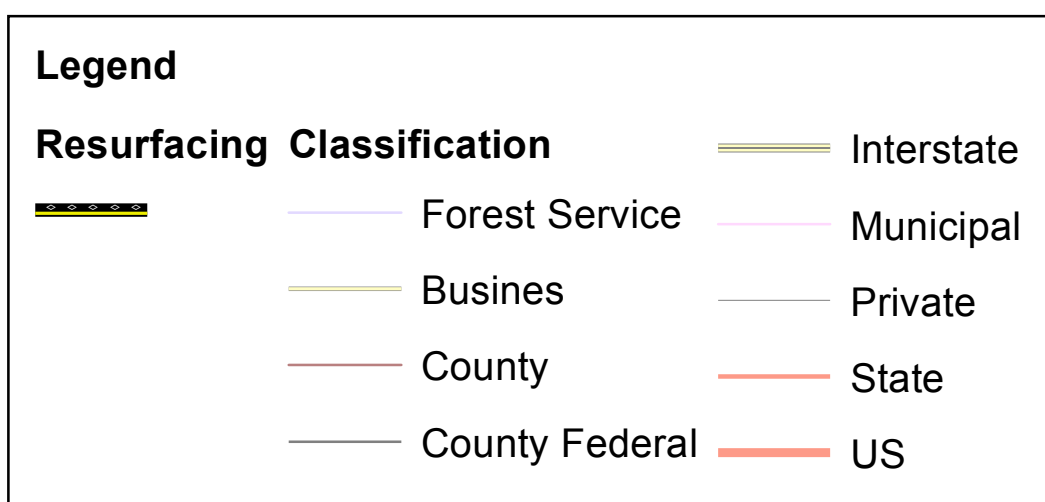 Legend
Resurfacing
Classification
Forest Service
Busines
County
County Federal
Interstate
Municipal
Private
State
US